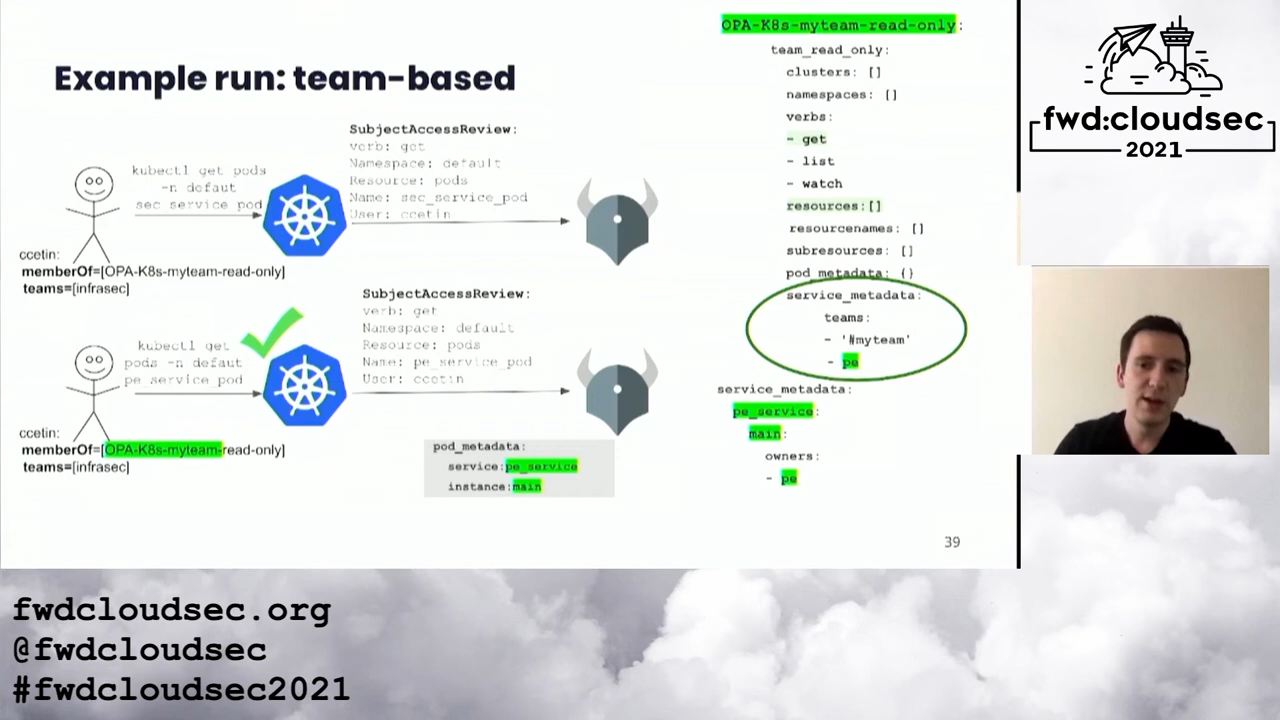 Example run: team-based
SubjectAccessReview:
verb: get
Namespace: default
Resource: pods
Name: sec_service_pod
User: ccetin
kubectl get pods
-n defaut
sec_service_pod
ccetin:
memberOf=[OPA-K8s-myteam-read-only]
teams=[infrasec]
SubjectAccessReview:
verb: get
Namespace: default
Resource: pods
Name: pe_service_pod
User: ccetin
kubectl get
pods -n defaut
pe_service_pod
ccetin:
memberOf=[OPA-K8s-myteam-read-only]
teams=[infrasec]
pod_metadata:
service:pe_service
instance:main
OPA-K8s-myteam-read-only:
team_read_only:
clusters: []
namespaces: []
verbs:
- get
- list
- watch
resources:[]
resourcenames: []
subresources: []
pod_metadata: {}
service_metadata:
teams:
- '#myteam'
- pe
service_metadata:
pe_service:
main:
owners:
- pe
39
fwd:cloudsec
2021
fwdcloudsec.org
@fwdcloudsec
#fwdcloudsec2021